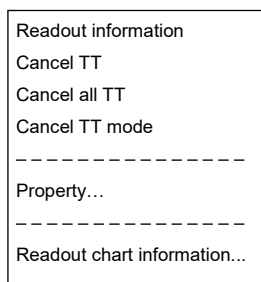 Readout information
Cancel TT
Cancel all TT
Cancel TT mode
_ _ _ _ _ _ _ _ _ _ _ _ _ _ _
Property…
_ _ _ _ _ _ _ _ _ _ _ _ _ _ _
Readout chart information...